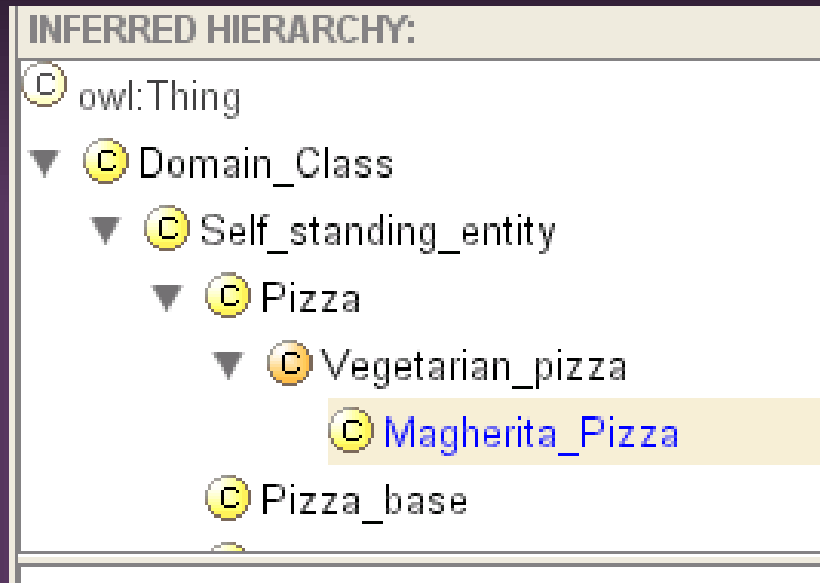 INFERRED HIERARCHY:
C owl:Thing
C Domain_Class
C Self_standing_entity
C Pizza
C Vegetarian_pizza
C Magherita_Pizza
C Pizza_base